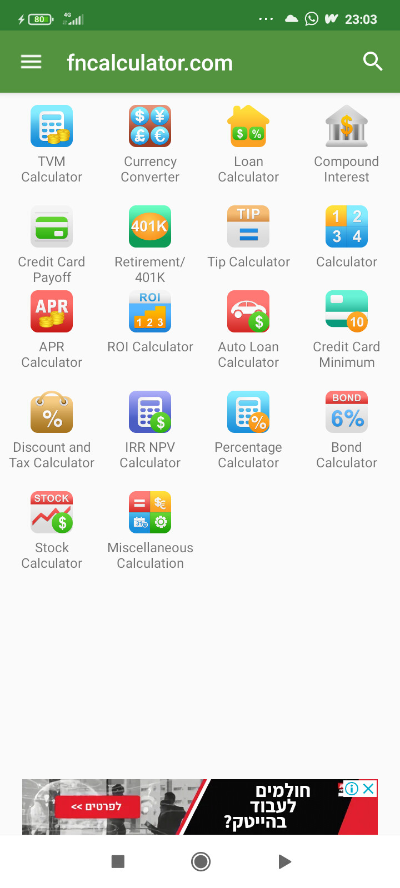 80 4G ... 23:03
fncalculator.com
TVM Calculator
$ ¥ £ €
Currency Converter
$ %
Loan Calculator
$
Compound Interest
Credit Card Payoff
401K
Retirement/ 401K
TIP
Tip Calculator
1 2 3 4
Calculator
APR
APR Calculator
ROI
1 2 3
ROI Calculator
$
Auto Loan Calculator
10
Credit Card Minimum
%
Discount and Tax Calculator
$
IRR NPV Calculator
%
Percentage Calculator
BOND
6%
Bond Calculator
STOCK
$
Stock Calculator
Miscellaneous Calculation
חולמים
לעבוד
בהייטק?
לפרטים >>